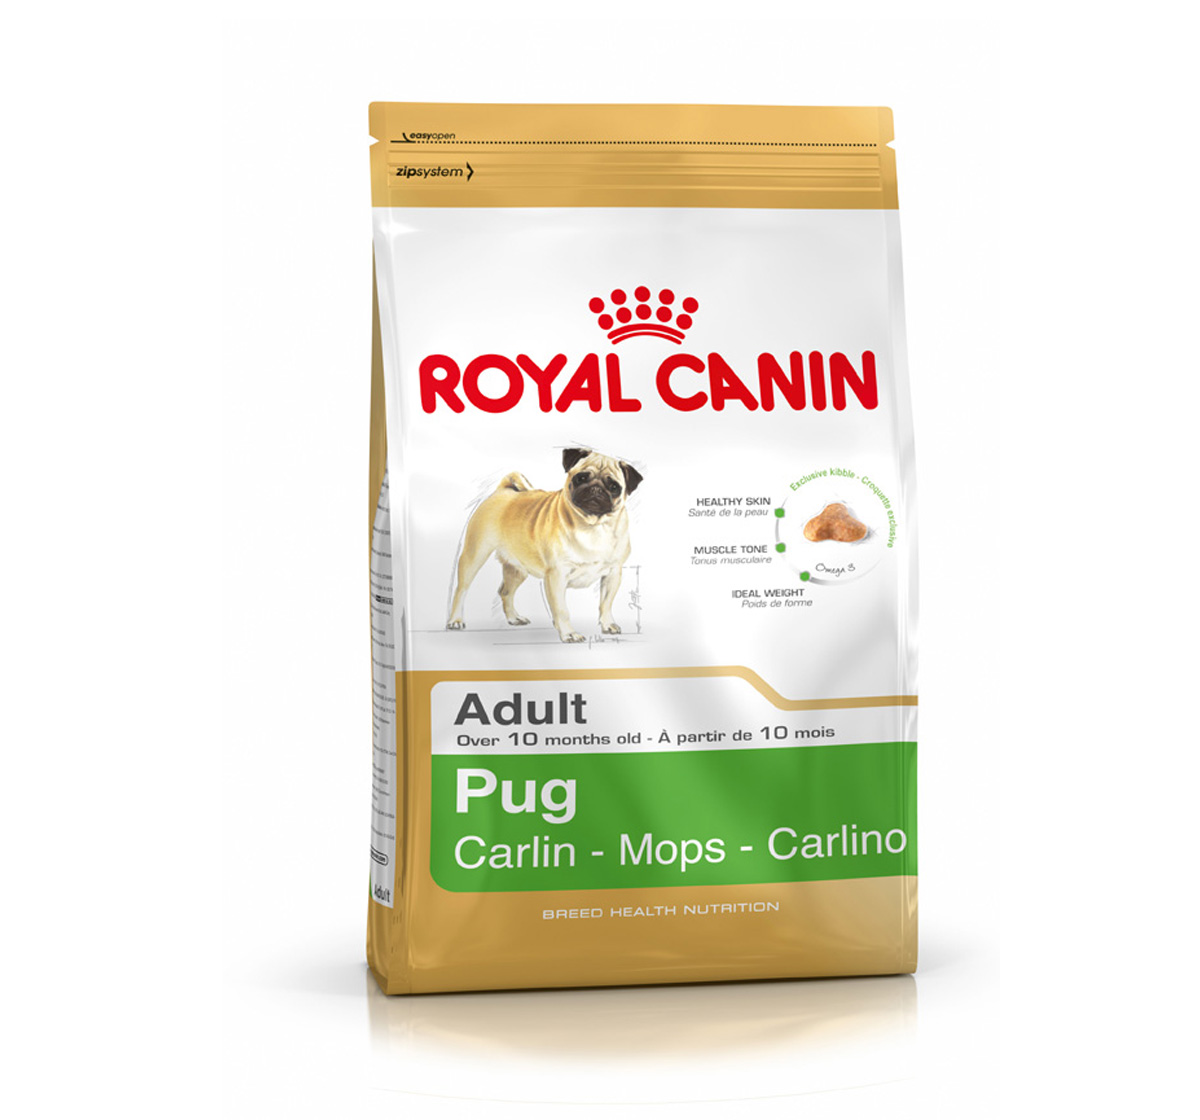 easyopen
zipsystem
ROYAL CANIN
Exclusive kibble - Croquette exclusive
HEALTHY SKIN
Santé de la peau
MUSCLE TONE
Tonus musculaire
Omega 3
IDEAL WEIGHT
Poids de forme
Adult
Over 10 months old - À partir de 10 mois
Pug
Carlin - Mops - Carlino
BREED HEALTH NUTRITION
Adult